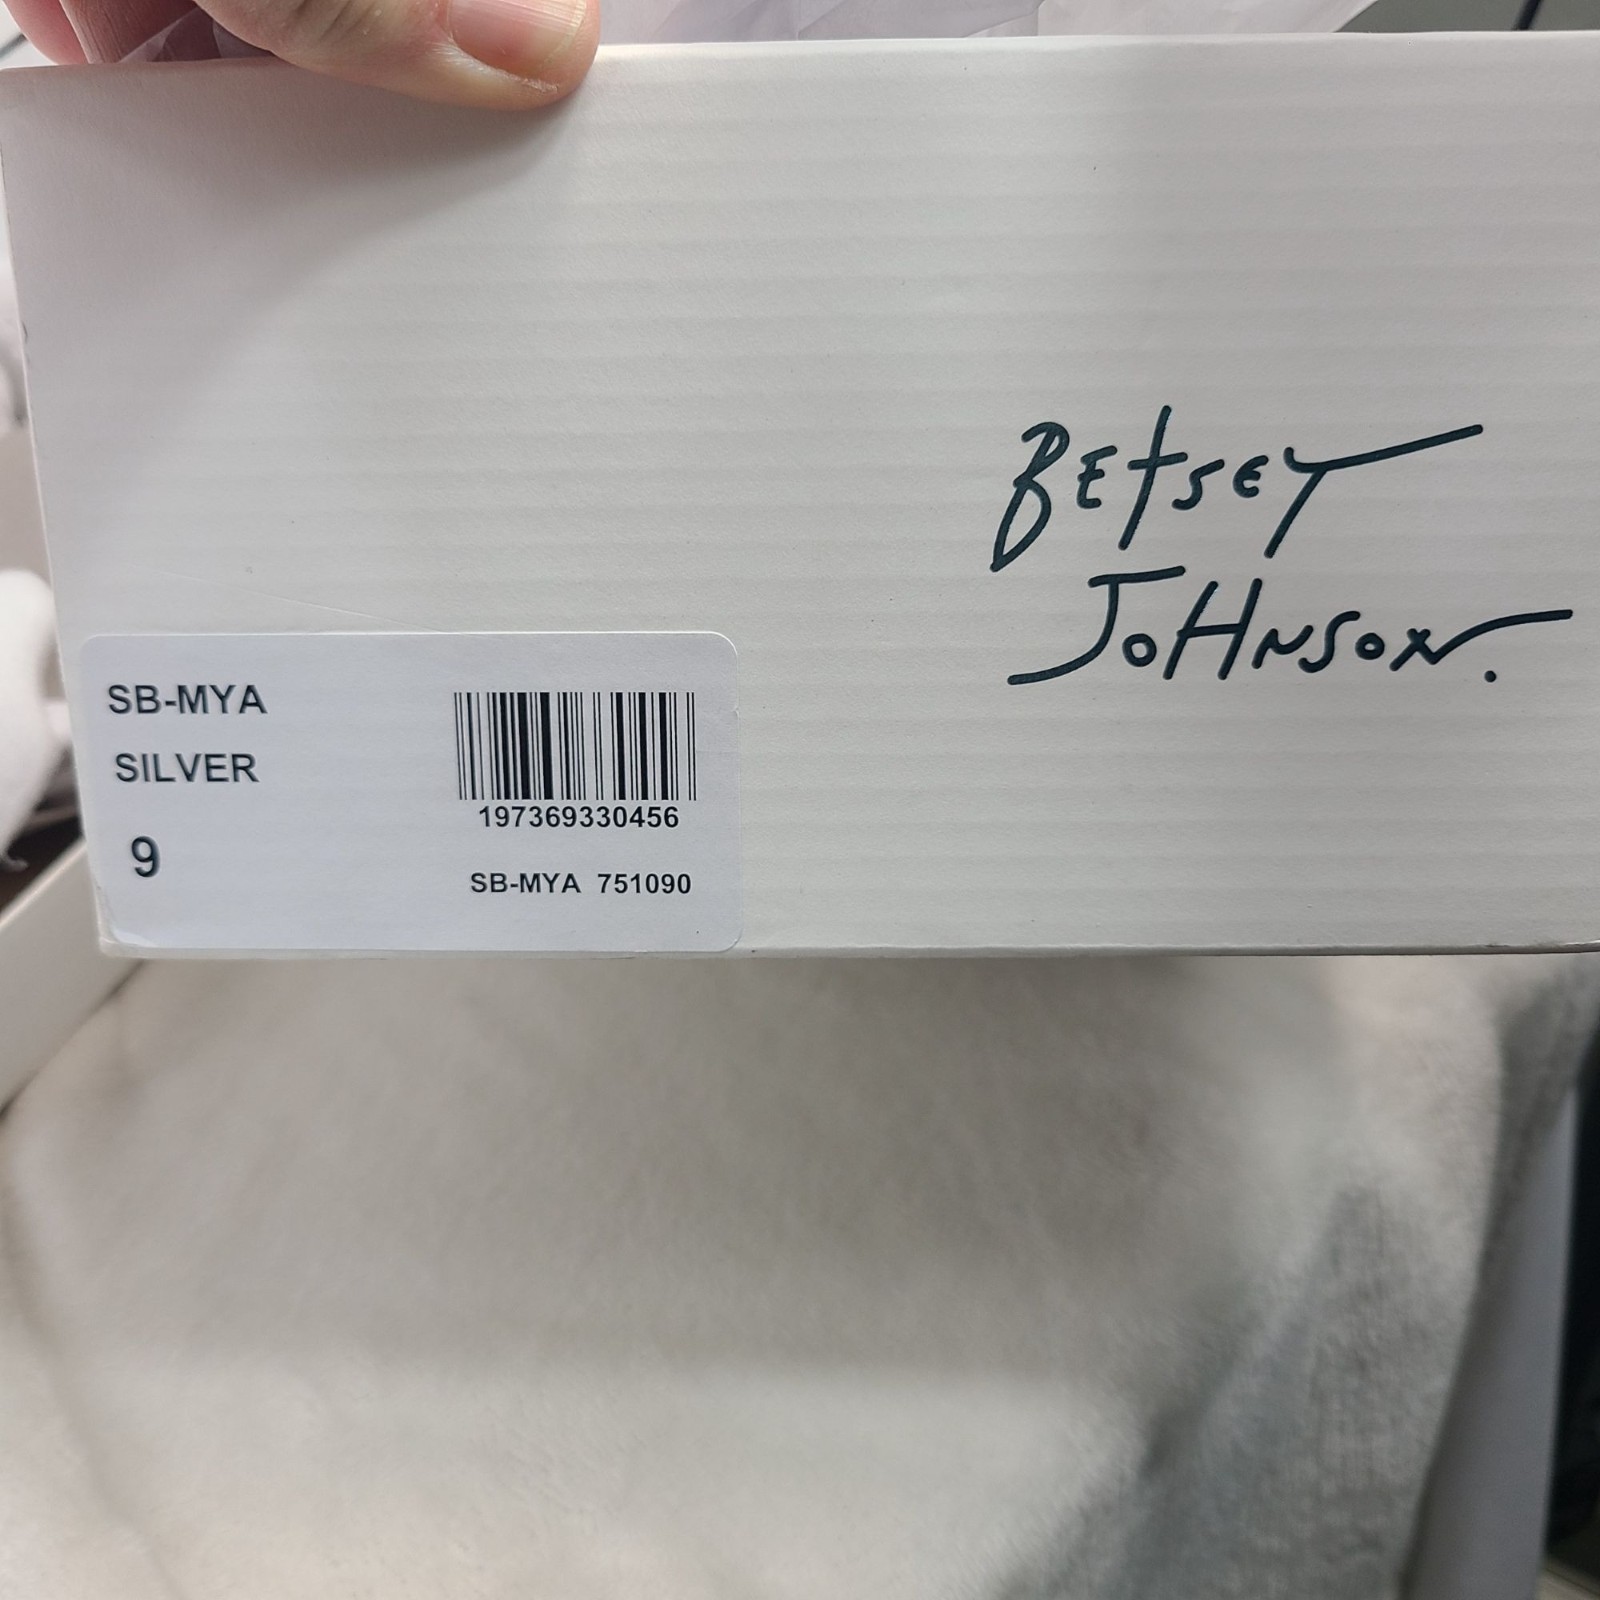 BETSEY
JOHNSON.
SB-MYA
SILVER
9
197369330456
SB-MYA 751090